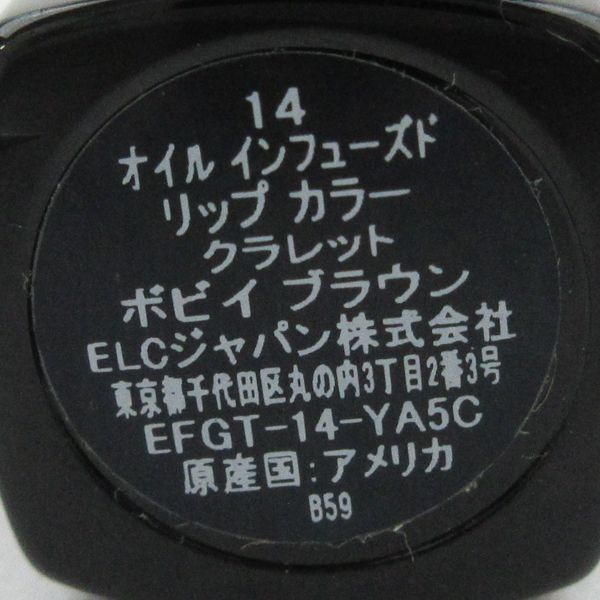 14
オイル インフューズド
リップ カラー
クラレット
ボビイ ブラウン
ELCジャパン株式会社
東京都千代田区丸の内3丁目2番3号
EFGT-14-YA5C
原産国:アメリカ
B59